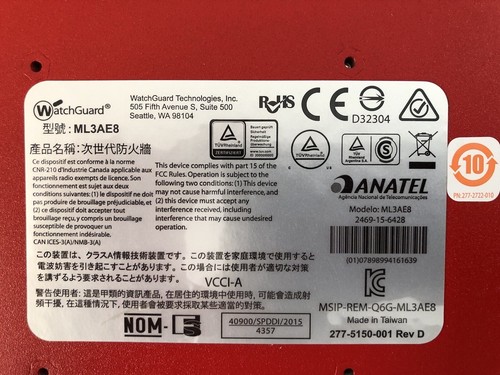 WatchGuard
WatchGuard Technologies, Inc.
505 Fifth Avenue S, Suite 500
Seattle, WA 98104
RoHS
CE
D32304
型號: ML3AE8
產品名稱: 次世代防火牆
Ce dispositif est conforme à la norme
CNR-210 d'Industrie Canada applicable aux
appareils radio exempts de licence. Son
fonctionnement est sujet aux deux
conditions suivantes: (1) le dispositif ne doit
pas de produire de brouillage préjudiciable, et
(2) ce dispositif doit accepter tout
brouillage reçu, y compris un brouillage
susceptible de provoquer un
fonctionnement indésirable.
CAN ICES-3(A)/NMB-3(A)
TÜVRheinland
CERTIFIED
This device complies with part 15 of the
FCC Rules. Operation is subject to the
following two conditions: (1) This device
may not cause harmful interference, and
(2) this device must accept any
interference received, including
interference that may cause undesired
operation.
ANATEL
Agência Nacional de Telecomunicações
Modelo: ML3AE8
2469-15-6428
(01)07898994161639
この装置は、クラスA情報技術装置です。この装置を家庭環境で使用すると
電波妨害を引き起こすことがあります。この場合には使用者が適切な対策
を講ずるよう要求されることがあります。
VCCI-A
警告使用者: 這是甲類的資訊產品, 在居住的環境中使用時, 可能會造成射
頻干擾, 在這種情況下, 使用者會被要求採取某些適當的對策。
MSIP-REM-Q6G-ML3AE8
Made in Taiwan
277-5150-001 Rev D
NOM-
40900/SPDDI/2015
4357
10
PN: 277-2722-010